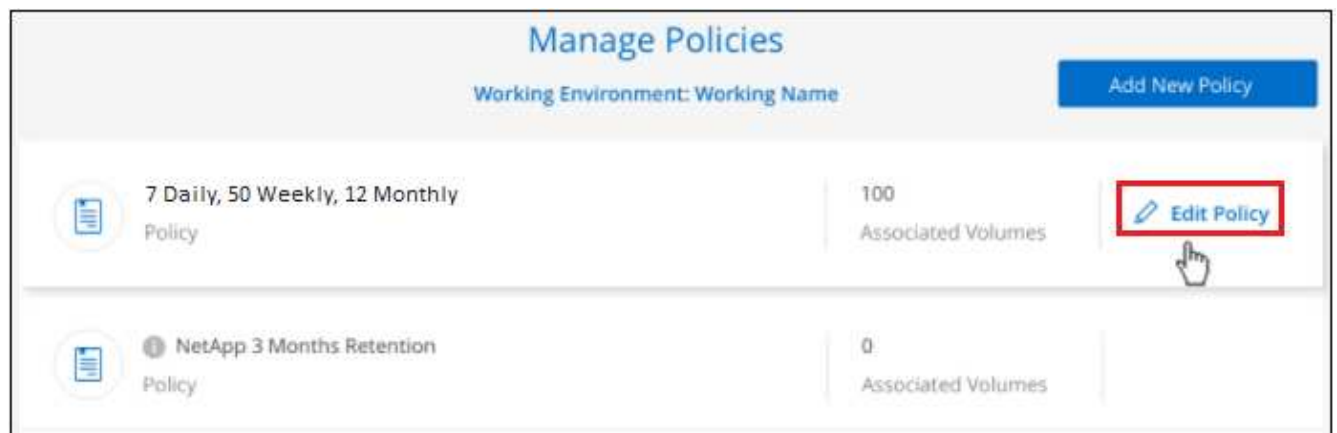 Manage Policies
Working Environment: Working Name
Add New Policy
7 Daily, 50 Weekly, 12 Monthly
Policy
100
Associated Volumes
Edit Policy
NetApp 3 Months Retention
Policy
0
Associated Volumes